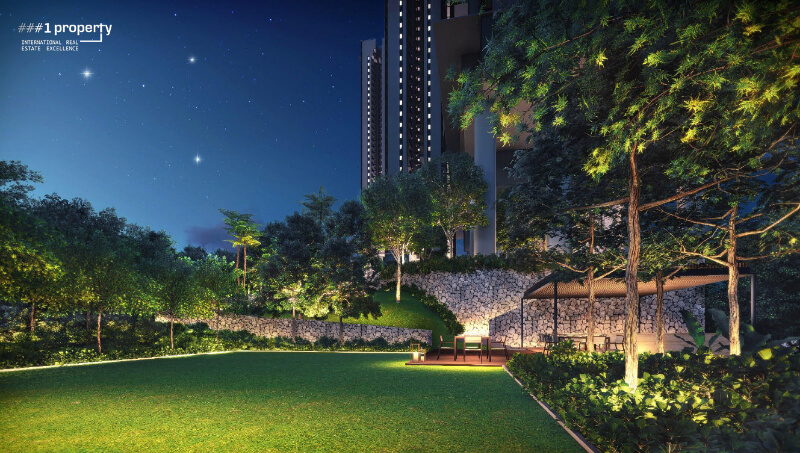 ###1 property
INTERNATIONAL REAL
ESTATE EXCELLENCE